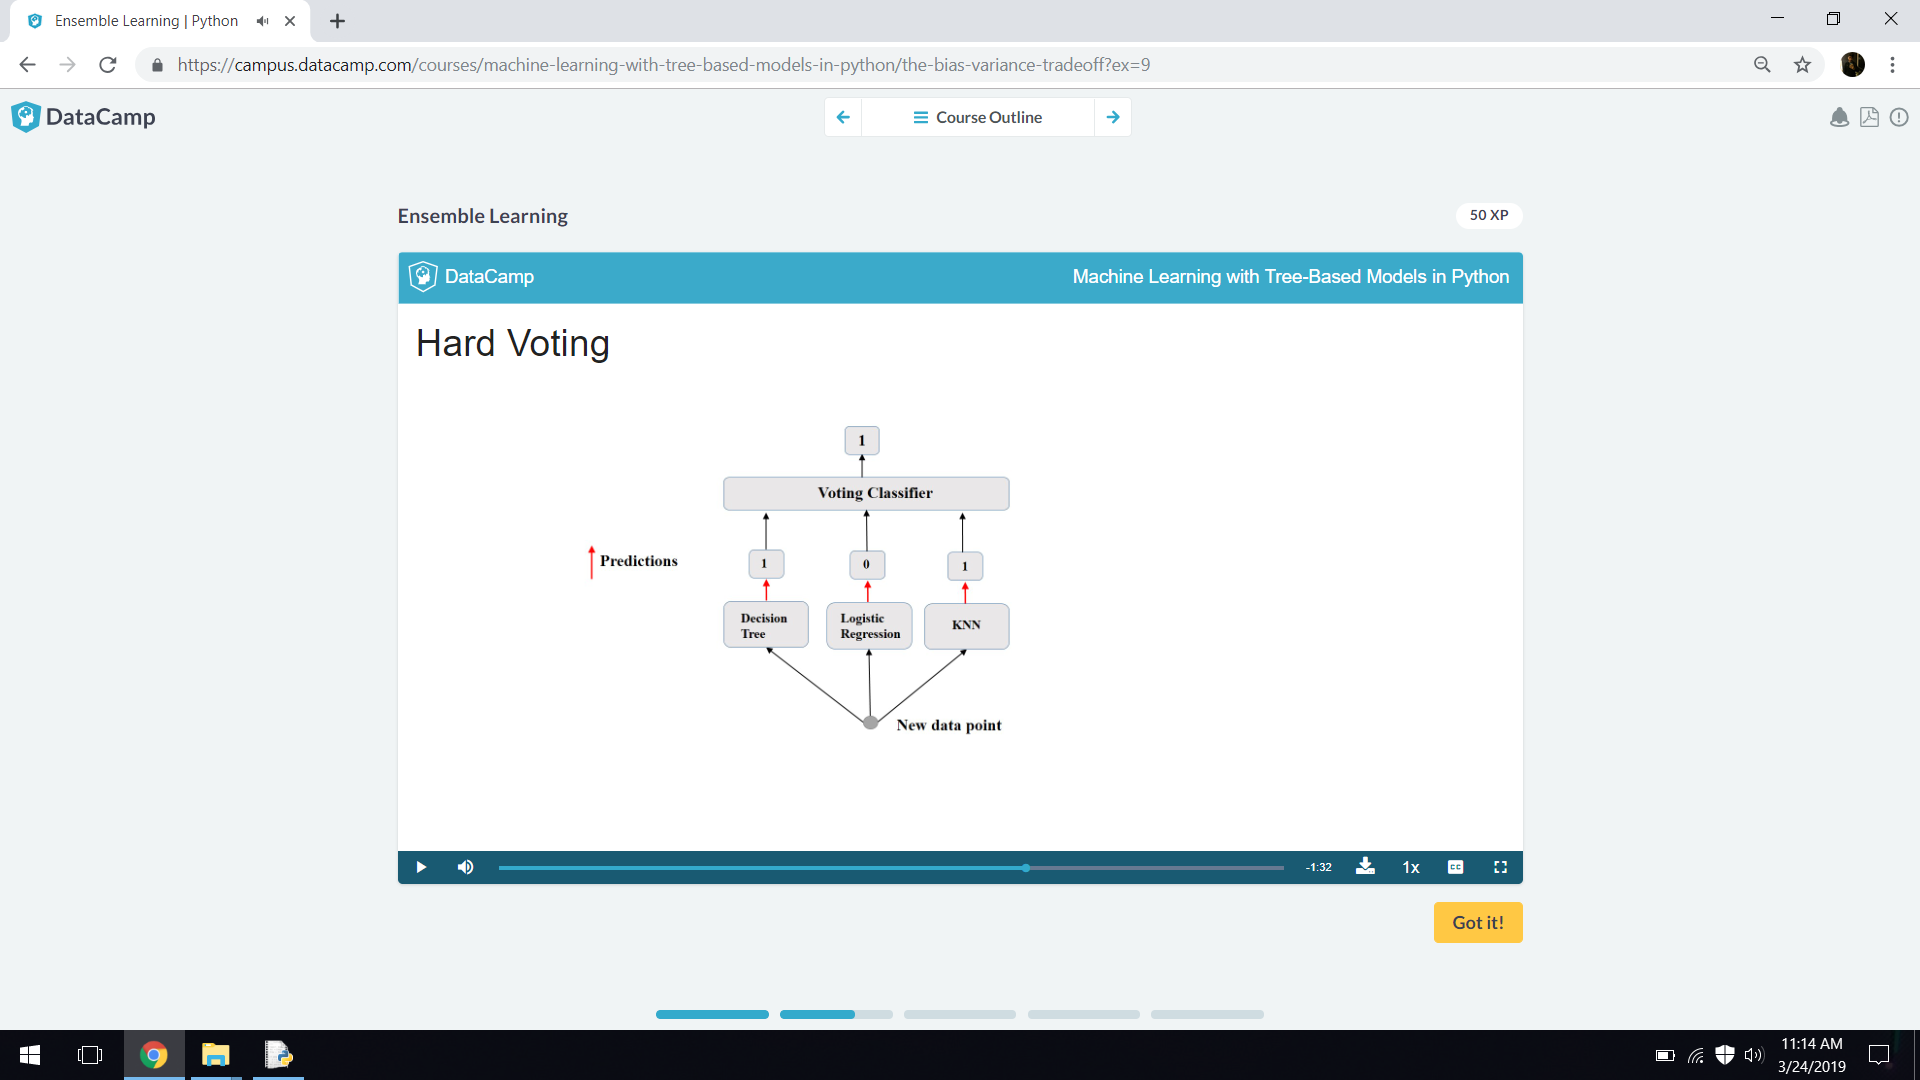 Ensemble Learning | Python
https://campus.datacamp.com/courses/machine-learning-with-tree-based-models-in-python/the-bias-variance-tradeoff?ex=9
DataCamp
Course Outline
Ensemble Learning
50 XP
DataCamp
Machine Learning with Tree-Based Models in Python
Hard Voting
1
Voting Classifier
Predictions
1
0
1
Decision
Tree
Logistic
Regression
KNN
New data point
-1:32
1x
CC
Got it!
11:14 AM
3/24/2019